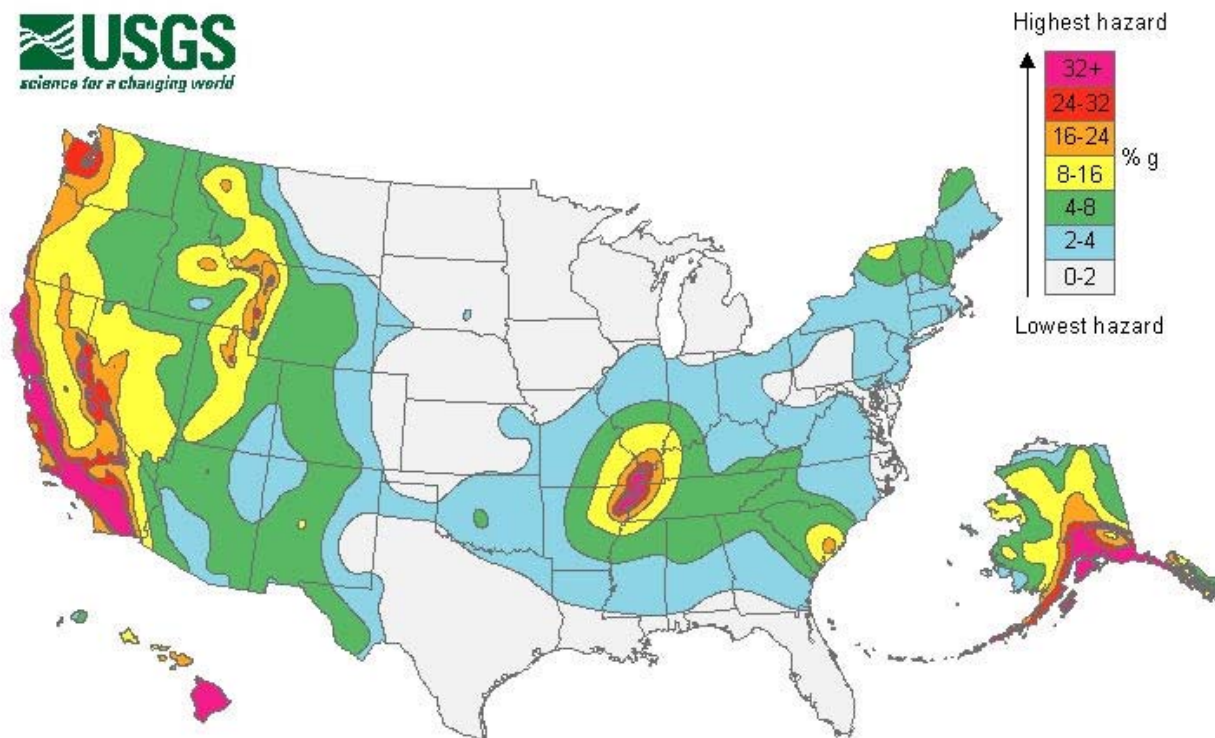 USGS
science for a changing world
Highest hazard
32+
24-32
16-24
8-16
% g
4-8
2-4
0-2
Lowest hazard